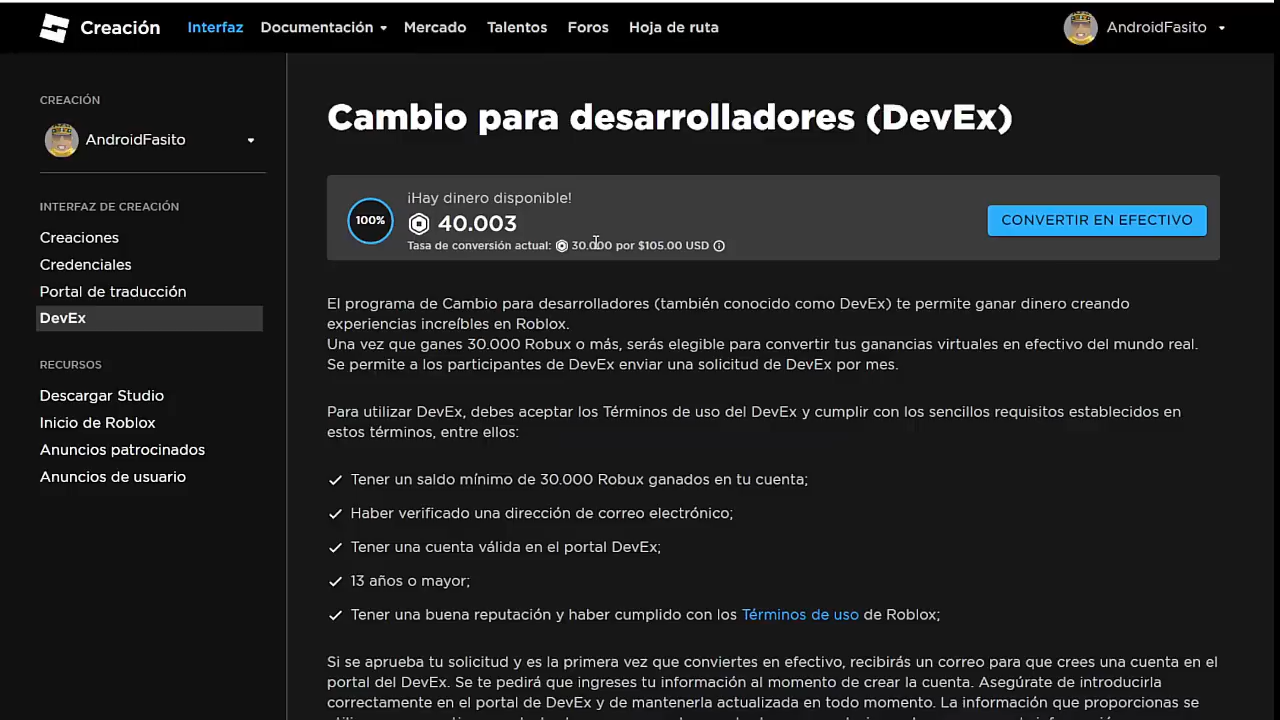 Creación Interfaz Documentación Mercado Talentos Foros Hoja de ruta AndroidFasito
CREACIÓN
AndroidFasito
INTERFAZ DE CREACIÓN
Creaciones
Credenciales
Portal de traducción
DevEx
RECURSOS
Descargar Studio
Inicio de Roblox
Anuncios patrocinados
Anuncios de usuario
Cambio para desarrolladores (DevEx)
100%
¡Hay dinero disponible!
40.003
Tasa de conversión actual: 30.000 por $105.00 USD
CONVERTIR EN EFECTIVO
El programa de Cambio para desarrolladores (también conocido como DevEx) te permite ganar dinero creando
experiencias increíbles en Roblox.
Una vez que ganes 30.000 Robux o más, serás elegible para convertir tus ganancias virtuales en efectivo del mundo real.
Se permite a los participantes de DevEx enviar una solicitud de DevEx por mes.
Para utilizar DevEx, debes aceptar los Términos de uso del DevEx y cumplir con los sencillos requisitos establecidos en
estos términos, entre ellos:
Tener un saldo mínimo de 30.000 Robux ganados en tu cuenta;
Haber verificado una dirección de correo electrónico;
Tener una cuenta válida en el portal DevEx;
13 años o mayor;
Tener una buena reputación y haber cumplido con los Términos de uso de Roblox;
Si se aprueba tu solicitud y es la primera vez que conviertes en efectivo, recibirás un correo para que crees una cuenta en el
portal del DevEx. Se te pedirá que ingreses tu información al momento de crear la cuenta. Asegúrate de introducirla
correctamente en el portal de DevEx y de mantenerla actualizada en todo momento. La información que proporcionas se